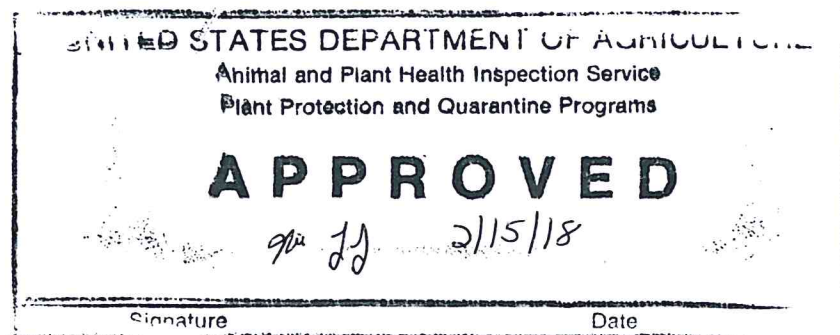 UNITED STATES DEPARTMENT OF AGRICULTURE
Animal and Plant Health Inspection Service
Plant Protection and Quarantine Programs
APPROVED
2/15/18
Signature Date